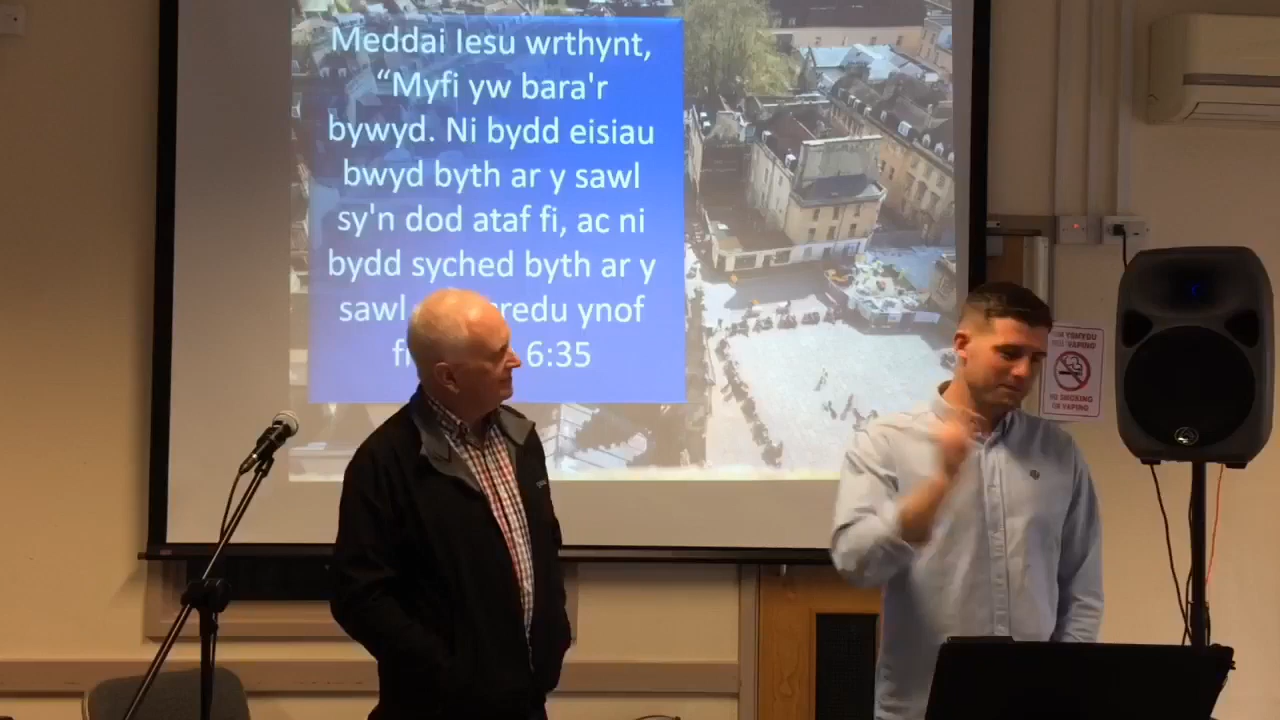 Meddai Iesu wrthynt,
“Myfi yw bara'r
bywyd. Ni bydd eisiau
bwyd byth ar y sawl
sy'n dod ataf fi, ac ni
bydd syched byth ar y
sawl ynof
6:35
NO SMOKING
OR VAPING